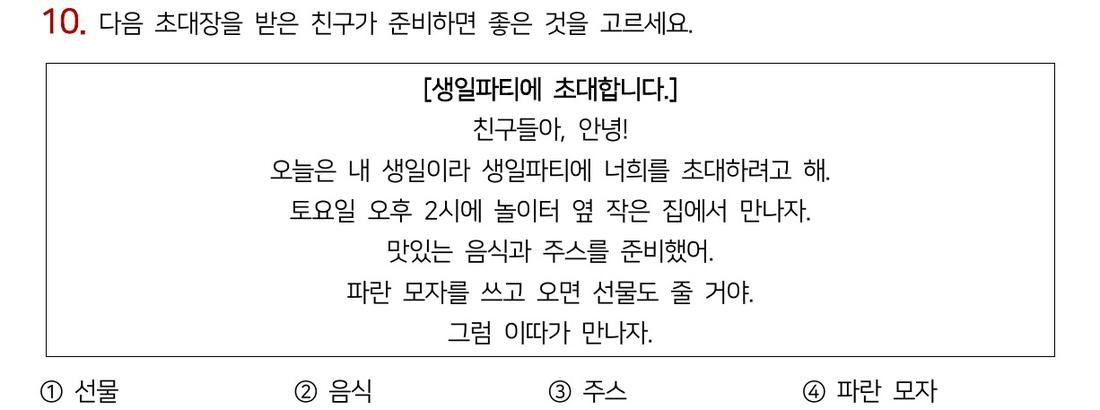 10. 다음 초대장을 받은 친구가 준비하면 좋은 것을 고르세요.
[생일파티에 초대합니다.]
친구들아, 안녕!
오늘은 내 생일이라 생일파티에 너희를 초대하려고 해.
토요일 오후 2시에 놀이터 옆 작은 집에서 만나자.
맛있는 음식과 주스를 준비했어.
파란 모자를 쓰고 오면 선물도 줄 거야.
그럼 이따가 만나자.
① 선물 ② 음식 ③ 주스 ④ 파란 모자